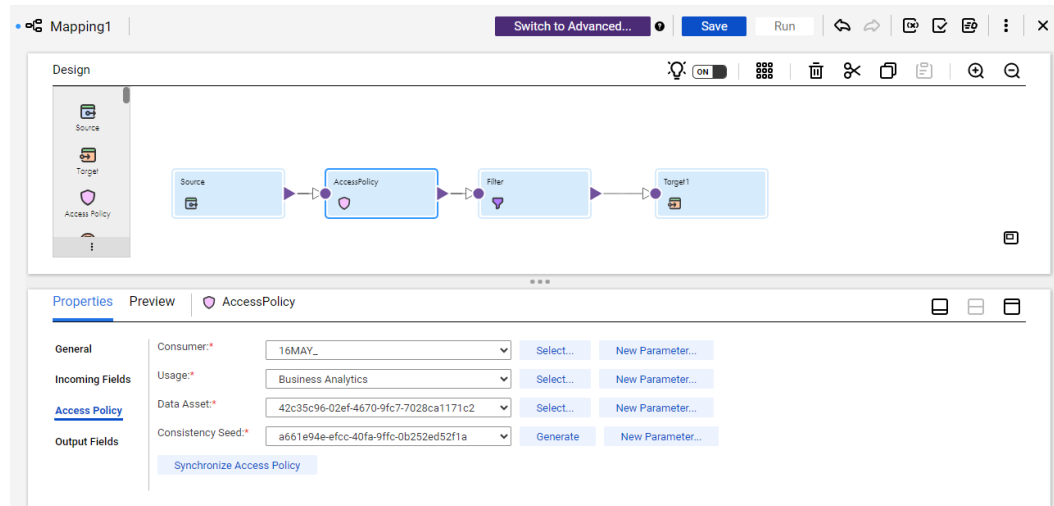 Mapping1
Switch to Advanced...
Save
Run
Design
ON
Source
Target
Access Policy
Source
AccessPolicy
Filter
Target1
Properties
Preview
AccessPolicy
General
Incoming Fields
Access Policy
Output Fields
Consumer:*
16MAY_
Select...
New Parameter...
Usage:*
Business Analytics
Select...
New Parameter...
Data Asset:*
42c35c96-02ef-4670-9fc7-7028ca1171c2
Select...
New Parameter...
Consistency Seed:*
a661e94e-efcc-40fa-9ffc-0b252ed52f1a
Generate
New Parameter...
Synchronize Access Policy